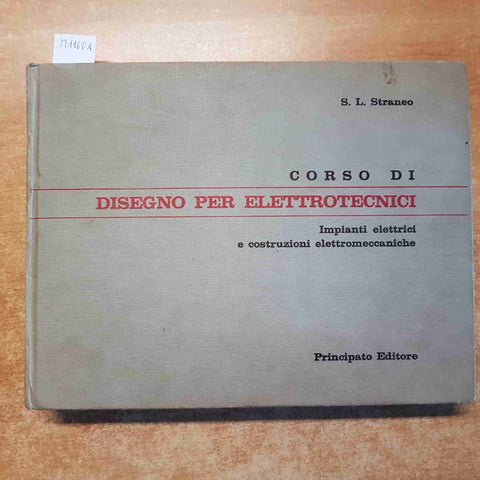 M1160A
S. L. Straneo
CORSO DI
DISEGNO PER ELETTROTECNICI
Impianti elettrici
e costruzioni elettromeccaniche
Principato Editore